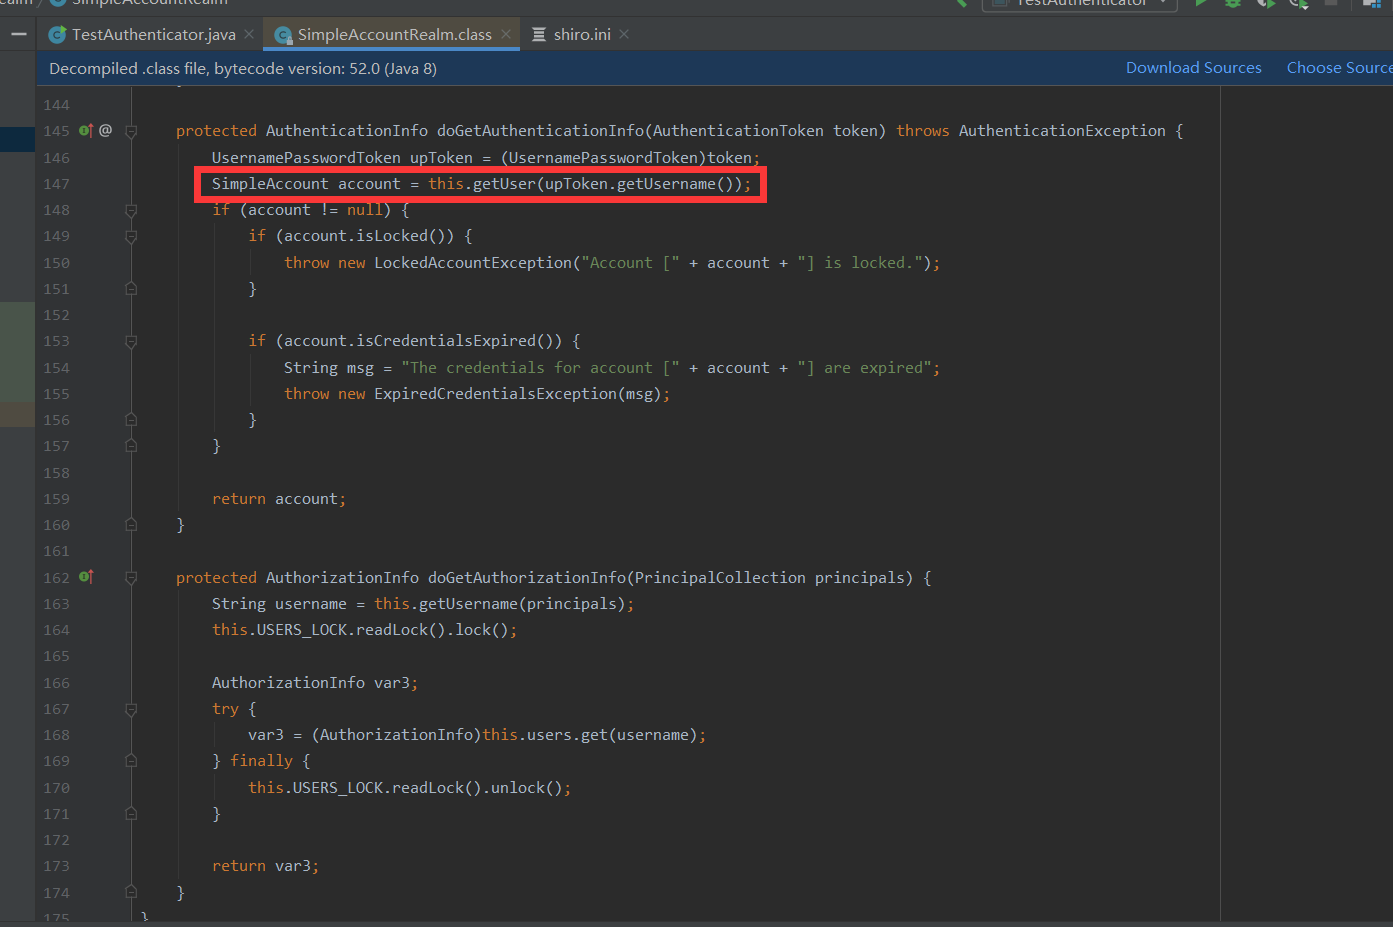 SimpleAccountRealm
TestAuthenticator
TestAuthenticator.java
SimpleAccountRealm.class
shiro.ini
Decompiled .class file, bytecode version: 52.0 (Java 8)
Download Sources
Choose Source
144
145 protected AuthenticationInfo doGetAuthenticationInfo(AuthenticationToken token) throws AuthenticationException {
146 UsernamePasswordToken upToken = (UsernamePasswordToken)token;
147 SimpleAccount account = this.getUser(upToken.getUsername());
148 if (account != null) {
149 if (account.isLocked()) {
150 throw new LockedAccountException("Account [" + account + "] is locked.");
151 }
152
153 if (account.isCredentialsExpired()) {
154 String msg = "The credentials for account [" + account + "] are expired";
155 throw new ExpiredCredentialsException(msg);
156 }
157 }
158
159 return account;
160 }
161
162 protected AuthorizationInfo doGetAuthorizationInfo(PrincipalCollection principals) {
163 String username = this.getUsername(principals);
164 this.USERS_LOCK.readLock().lock();
165
166 AuthorizationInfo var3;
167 try {
168 var3 = (AuthorizationInfo)this.users.get(username);
169 } finally {
170 this.USERS_LOCK.readLock().unlock();
171 }
172
173 return var3;
174 }
175 }